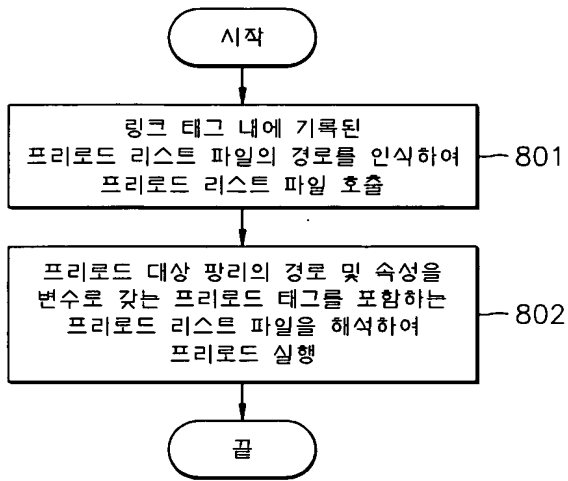 시작
링크 태그 내에 기록된
프리로드 리스트 파일의 경로를 인식하여
프리로드 리스트 파일 호출
801
프리로드 대상 팡리의 경로 및 속성을
변수로 갖는 프리로드 태그를 포함하는
프리로드 리스트 파일을 해석하여
프리로드 실행
802
끝